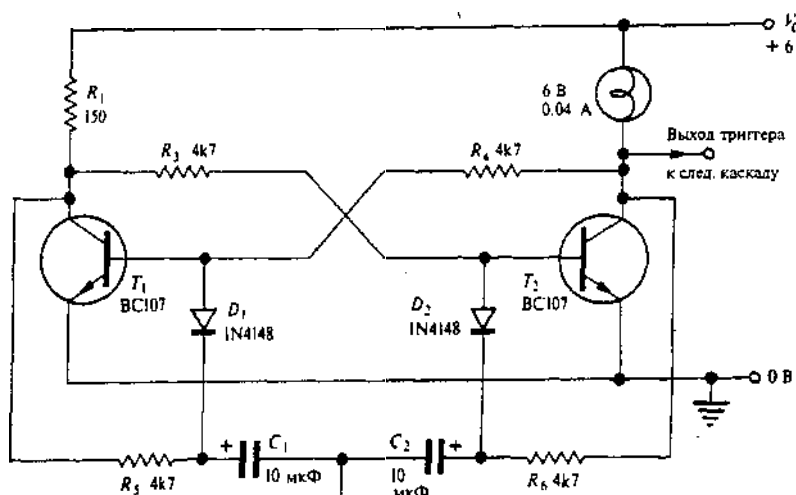 + 6
6 В
0.04 А
R₁
150
Выход триггера
к след. каскаду
R₃ 4k7
R₄ 4k7
T₁
BC107
D₁
1N4148
D₂
1N4148
T₂
BC107
0 В
R₅ 4k7
+ C₁
10 мкФ
C₂ +
10
мкФ
R₆ 4k7